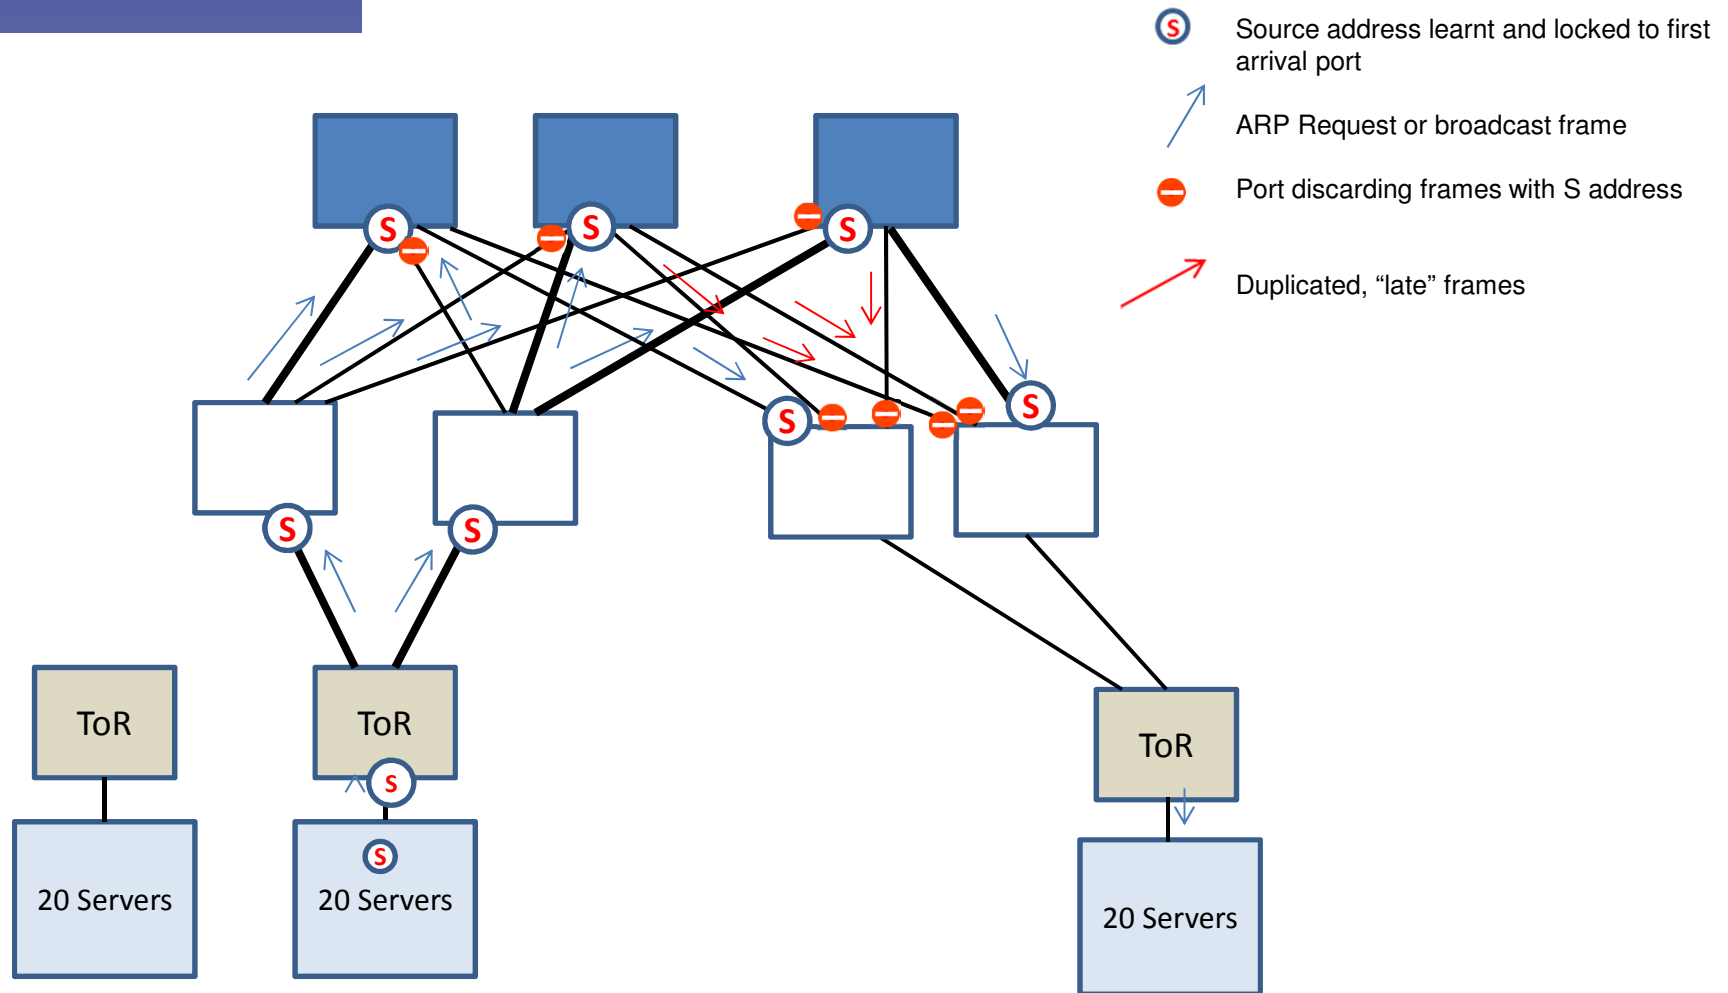 S Source address learnt and locked to first
arrival port
ARP Request or broadcast frame
Port discarding frames with S address
Duplicated, “late” frames
S
S
S
S
S
S
S
ToR
ToR
ToR
S
S
20 Servers
20 Servers
20 Servers